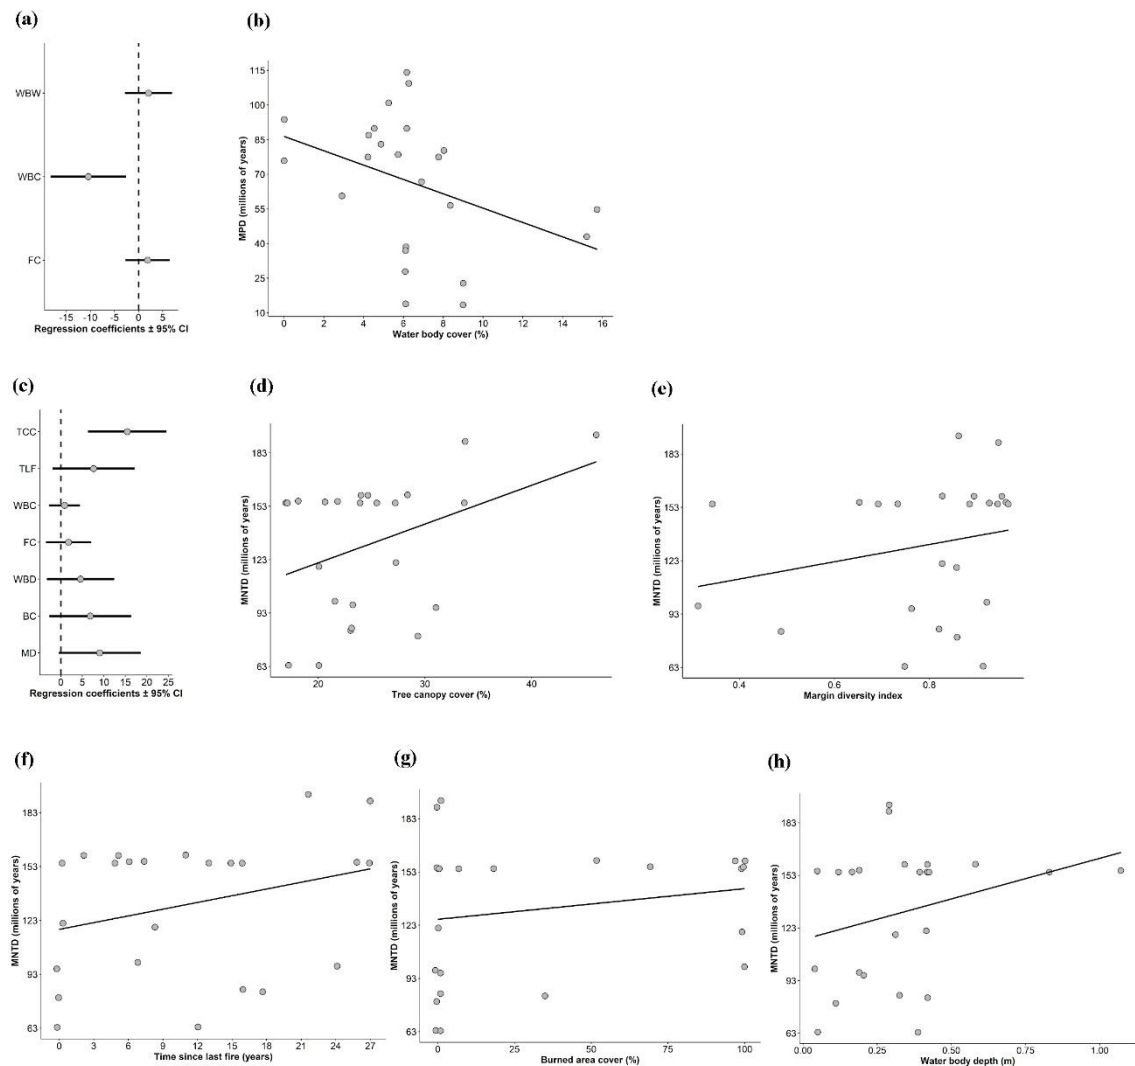 (a)
WBW
WBC
FC
-15 -10 -5 0 5
Regression coefficients ± 95% CI
(b)
MPD (millions of years)
115
100
85
70
55
40
25
10
0 2 4 6 8 10 12 14 16
Water body cover (%)
(c)
TCC
TLF
WBC
FC
WBD
BC
MD
0 5 10 15 20 25
Regression coefficients ± 95% CI
(d)
MNTD (millions of years)
183
153
123
93
63
20 40
Tree canopy cover (%)
(e)
MNTD (millions of years)
183
153
123
93
63
0.4 0.6 0.8
Margin diversity index
(f)
MNTD (millions of years)
183
153
123
93
63
0 3 6 9 12 15 18 21 24 27
Time since last fire (years)
(g)
MNTD (millions of years)
183
153
123
93
63
0 25 50 75 100
Burned area cover (%)
(h)
MNTD (millions of years)
183
153
123
93
63
0.00 0.25 0.50 0.75 1.00
Water body depth (m)